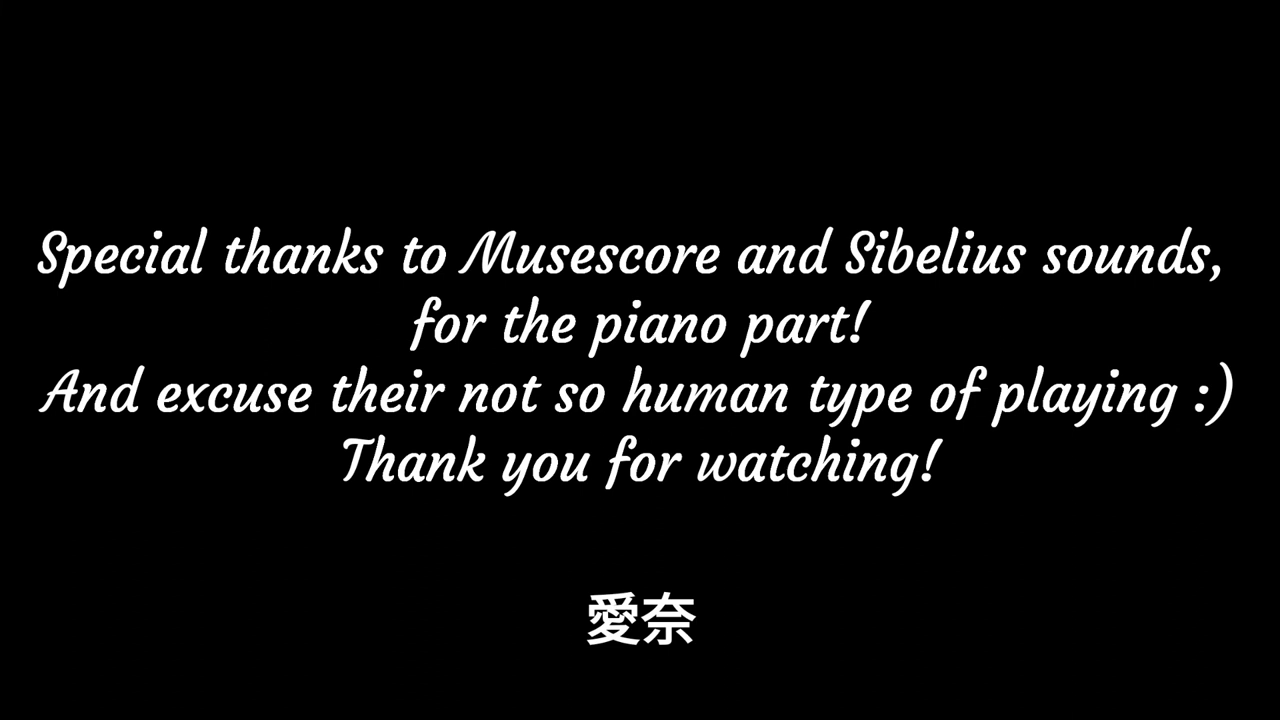 Special thanks to Musescore and Sibelius sounds,
for the piano part!
And excuse their not so human type of playing :)
Thank you for watching!
愛奈